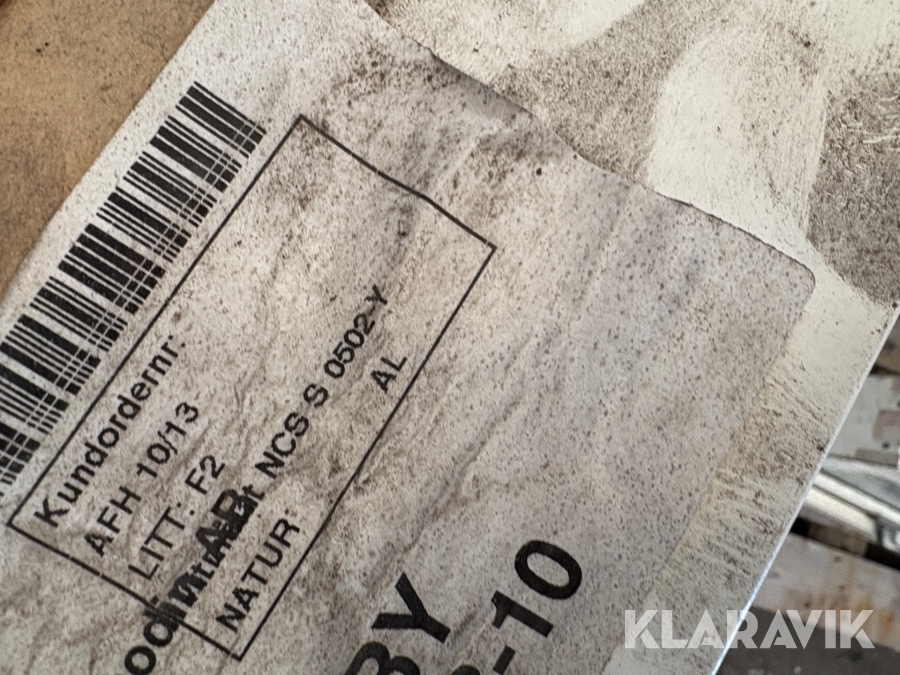 Kundordernr:
AFH 10/13
LITT: F2
NCS S 0502-Y
NATUR AL
BY
-10
KLARAVIK